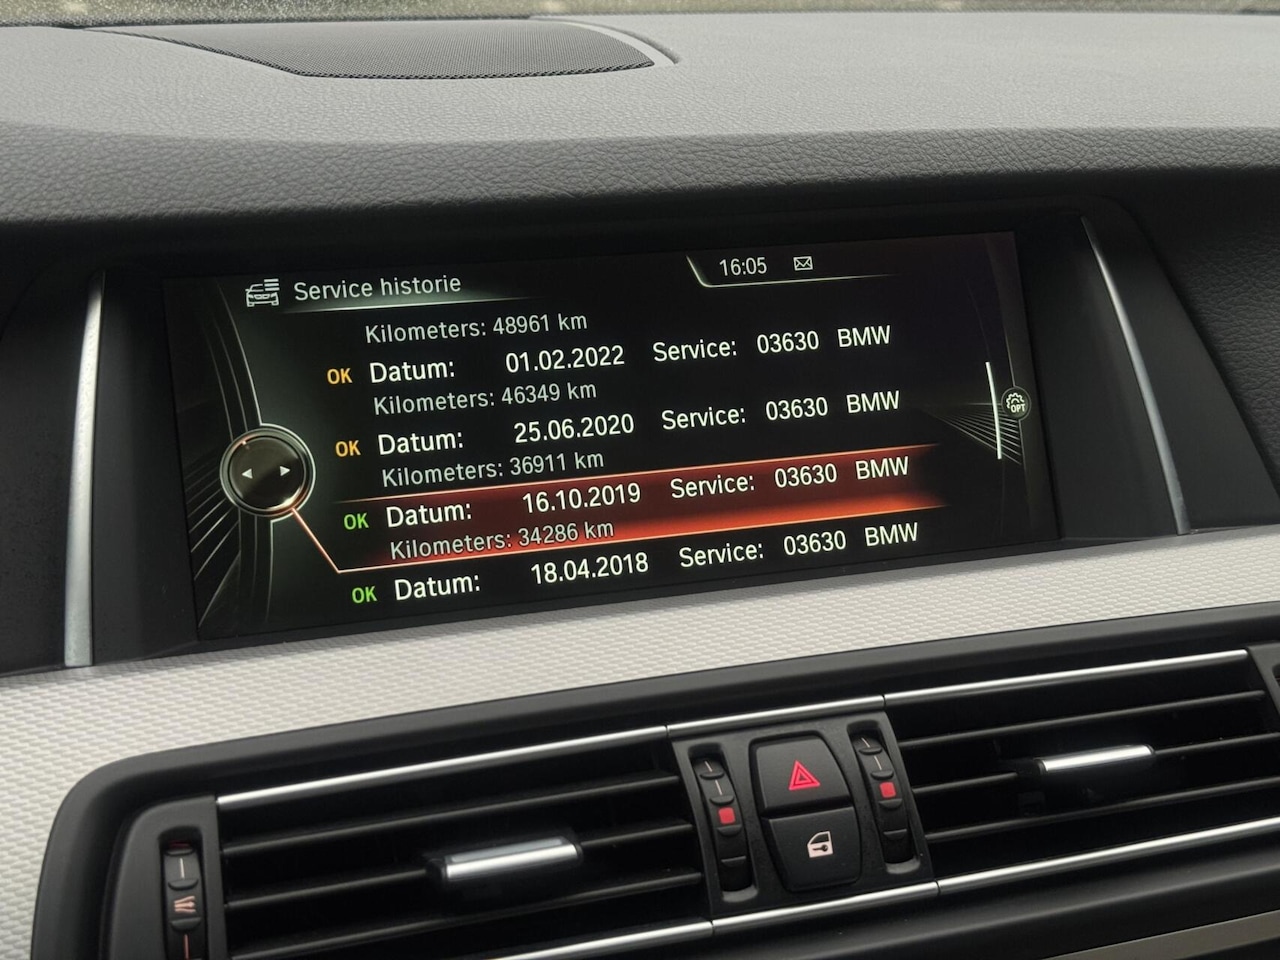 Service historie
16:05
Kilometers: 48961 km
OK Datum: 01.02.2022 Service: 03630 BMW
Kilometers: 46349 km
OK Datum: 25.06.2020 Service: 03630 BMW
Kilometers: 36911 km
OK Datum: 16.10.2019 Service: 03630 BMW
Kilometers: 34286 km
OK Datum: 18.04.2018 Service: 03630 BMW
OPT